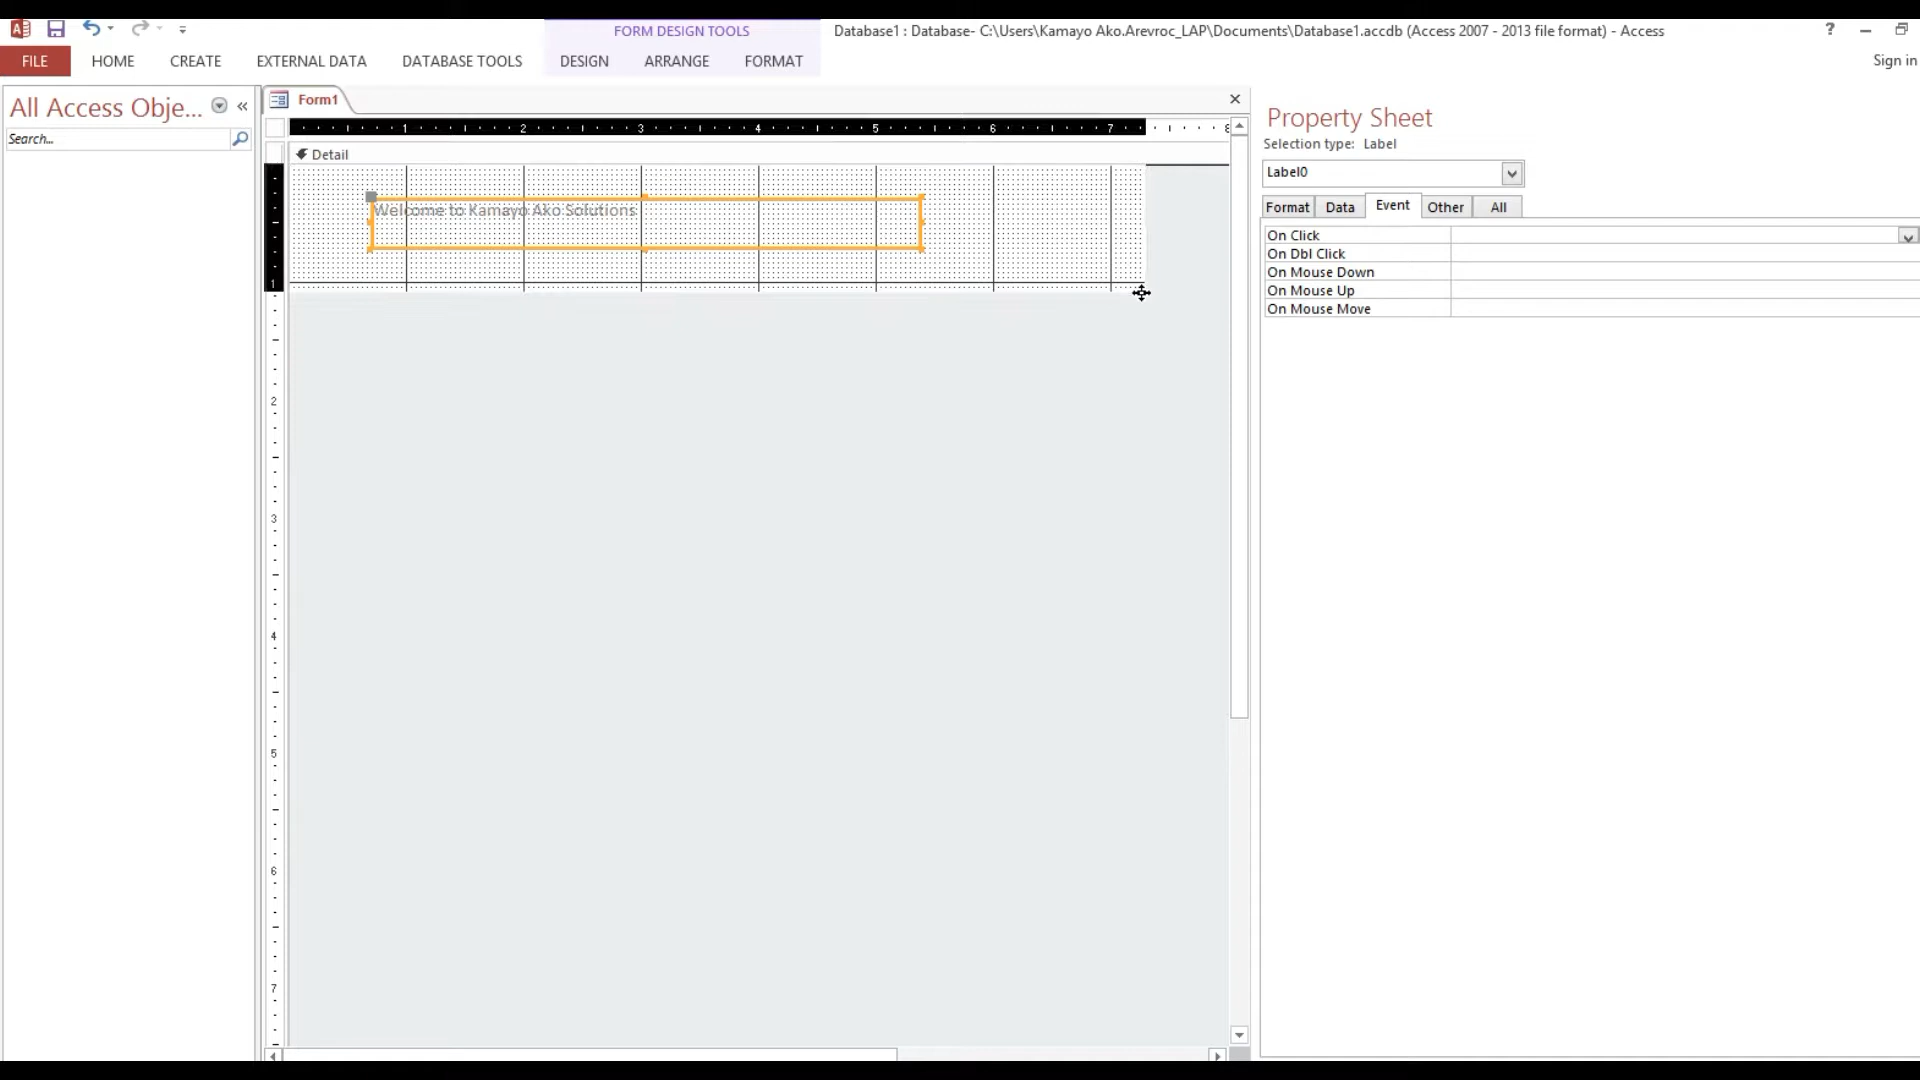 FORM DESIGN TOOLS
Database1 : Database- C:\Users\Kamayo Ako.Arevroc_LAP\Documents\Database1.accdb (Access 2007 - 2013 file format) - Access
?
FILE HOME CREATE EXTERNAL DATA DATABASE TOOLS DESIGN ARRANGE FORMAT Sign in
All Access Obje... «
Search...
Form1
1 2 3 4 5 6 7 8
Detail
Welcome to Kamayo Ako Solutions
1
2
3
4
5
6
7
Property Sheet
Selection type: Label
Label0
Format Data Event Other All
On Click
On Dbl Click
On Mouse Down
On Mouse Up
On Mouse Move